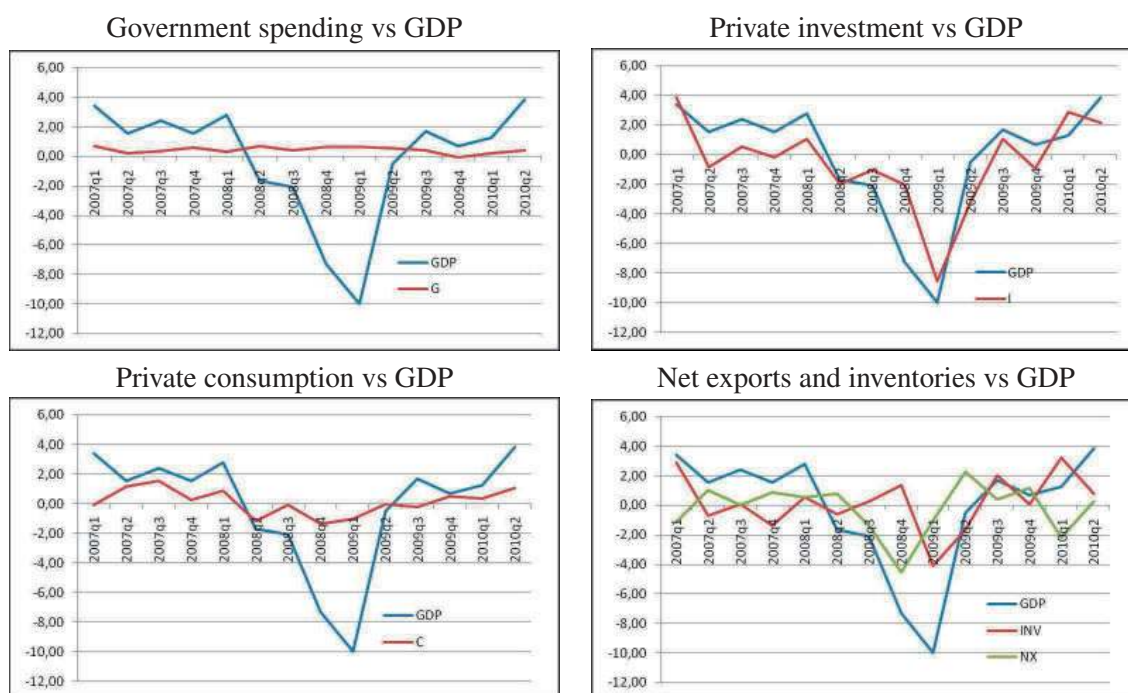 Government spending vs GDP
6,00
4,00
2,00
0,00
-2,00
-4,00
-6,00
-8,00
-10,00
-12,00
2007q1
2007q2
2007q3
2007q4
2008q1
2008q2
2008q3
2008q4
2009q1
2009q2
2009q3
2009q4
2010q1
2010q2
GDP
G
Private investment vs GDP
6,00
4,00
2,00
0,00
-2,00
-4,00
-6,00
-8,00
-10,00
-12,00
2007q1
2007q2
2007q3
2007q4
2008q1
2008q2
2008q3
2008q4
2009q1
2009q2
2009q3
2009q4
2010q1
2010q2
GDP
I
Private consumption vs GDP
6,00
4,00
2,00
0,00
-2,00
-4,00
-6,00
-8,00
-10,00
-12,00
2007q1
2007q2
2007q3
2007q4
2008q1
2008q2
2008q3
2008q4
2009q1
2009q2
2009q3
2009q4
2010q1
2010q2
GDP
C
Net exports and inventories vs GDP
6,00
4,00
2,00
0,00
-2,00
-4,00
-6,00
-8,00
-10,00
-12,00
2007q1
2007q2
2007q3
2007q4
2008q1
2008q2
2008q3
2008q4
2009q1
2009q2
2009q3
2009q4
2010q1
2010q2
GDP
INV
NX